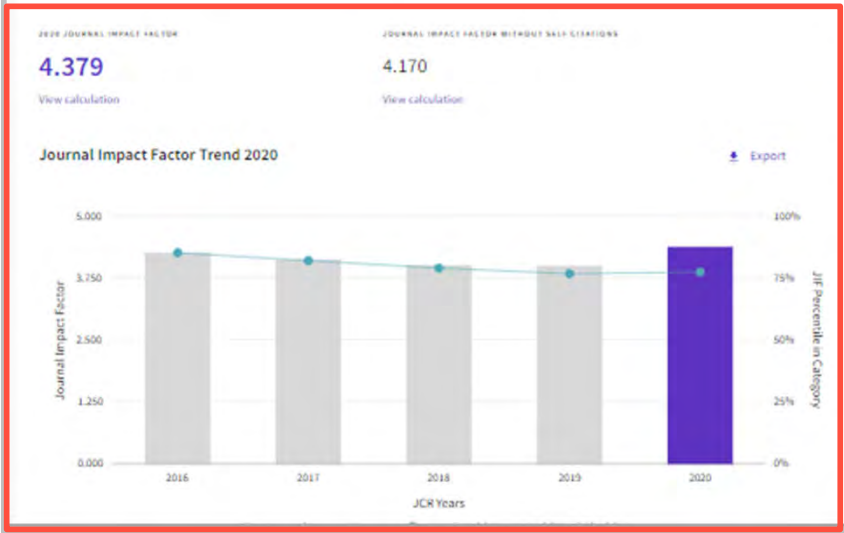 2020 JOURNAL IMPACT FACTOR
JOURNAL IMPACT FACTOR WITHOUT SELF CITATIONS
4.379
4.170
View calculation
View calculation
Journal Impact Factor Trend 2020
Export
5.000
100%
3.750
75%
2.500
50%
1.250
25%
0.000
0%
Journal Impact Factor
JIF Percentile in Category
2016
2017
2018
2019
2020
JCR Years